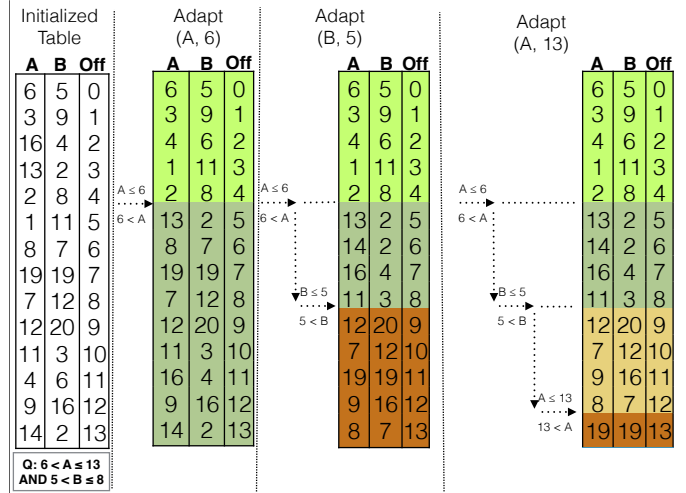 Initialized
Table
A B Off
6 5 0
3 9 1
16 4 2
13 2 3
2 8 4
1 11 5
8 7 6
19 19 7
7 12 8
12 20 9
11 3 10
4 6 11
9 16 12
14 2 13
Q: 6 < A ≤ 13
AND 5 < B ≤ 8
Adapt
(A, 6)
A B Off
6 5 0
3 9 1
4 6 2
1 11 3
2 8 4
13 2 5
8 7 6
19 19 7
7 12 8
12 20 9
11 3 10
16 4 11
9 16 12
14 2 13
A ≤ 6
6 < A
Adapt
(B, 5)
A B Off
6 5 0
3 9 1
4 6 2
1 11 3
2 8 4
13 2 5
14 2 6
16 4 7
11 3 8
12 20 9
7 12 10
19 19 11
9 16 12
8 7 13
A ≤ 6
6 < A
B ≤ 5
5 < B
Adapt
(A, 13)
A B Off
6 5 0
3 9 1
4 6 2
1 11 3
2 8 4
13 2 5
14 2 6
16 4 7
11 3 8
12 20 9
7 12 10
9 16 11
8 7 12
19 19 13
A ≤ 6
6 < A
B ≤ 5
5 < B
A ≤ 13
13 < A